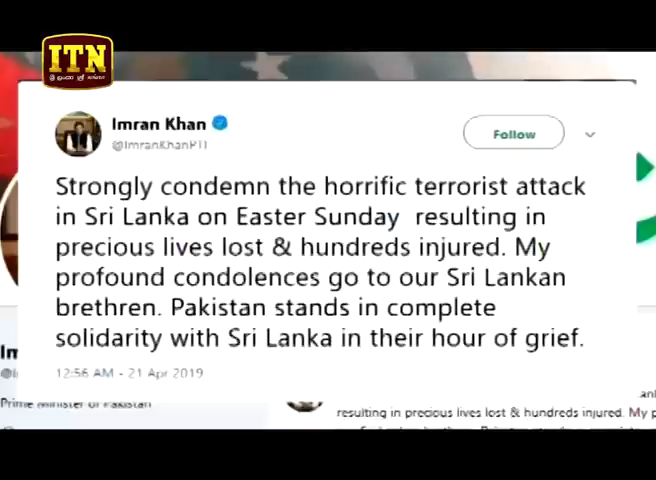 ITN
Imran Khan
@ImranKhanPTI
Follow
Strongly condemn the horrific terrorist attack
in Sri Lanka on Easter Sunday resulting in
precious lives lost & hundreds injured. My
profound condolences go to our Sri Lankan
brethren. Pakistan stands in complete
solidarity with Sri Lanka in their hour of grief.
12:56 AM - 21 Apr 2019
Prime Minister of Pakistan
resulting in precious lives lost & hundreds injured. My